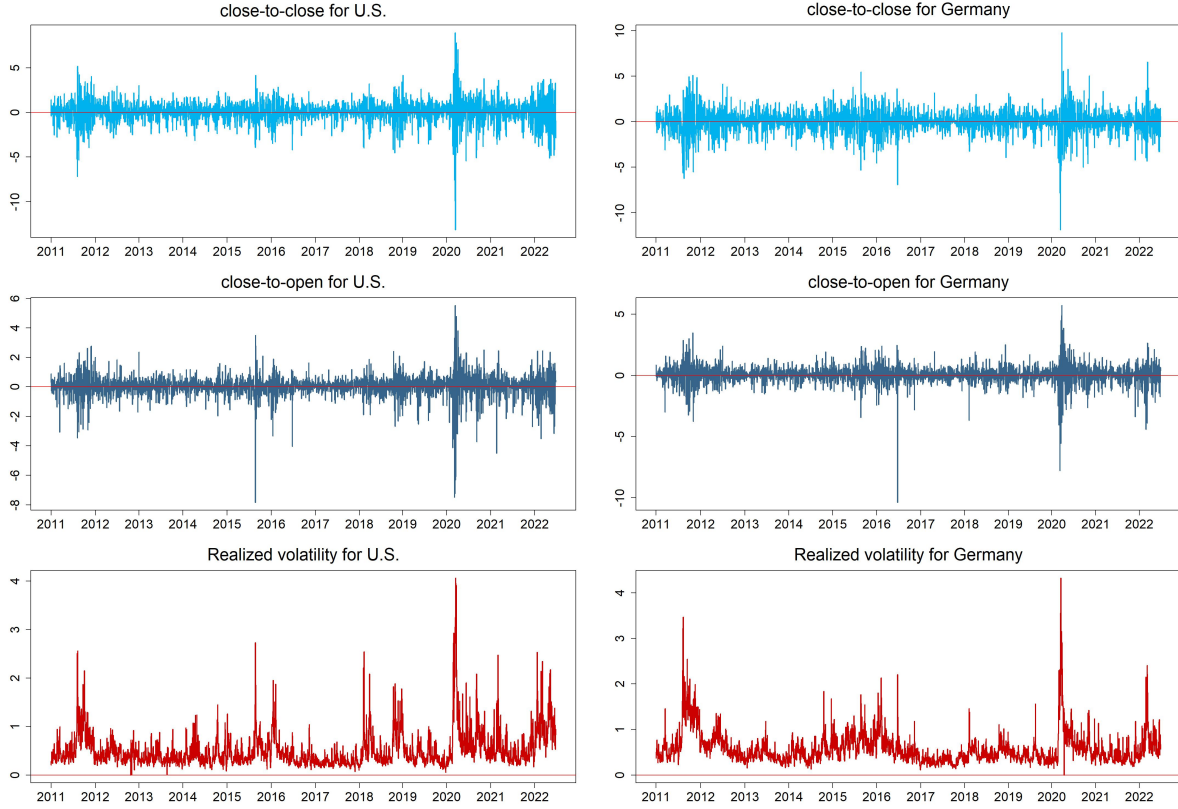 close-to-close for U.S.
5
0
-5
-10
2011 2012 2013 2014 2015 2016 2017 2018 2019 2020 2021 2022
close-to-close for Germany
10
5
0
-5
-10
2011 2012 2013 2014 2015 2016 2017 2018 2019 2020 2021 2022
close-to-open for U.S.
6
4
2
0
-2
-4
-6
-8
2011 2012 2013 2014 2015 2016 2017 2018 2019 2020 2021 2022
close-to-open for Germany
5
0
-5
-10
2011 2012 2013 2014 2015 2016 2017 2018 2019 2020 2021 2022
Realized volatility for U.S.
4
3
2
1
0
2011 2012 2013 2014 2015 2016 2017 2018 2019 2020 2021 2022
Realized volatility for Germany
4
3
2
1
0
2011 2012 2013 2014 2015 2016 2017 2018 2019 2020 2021 2022